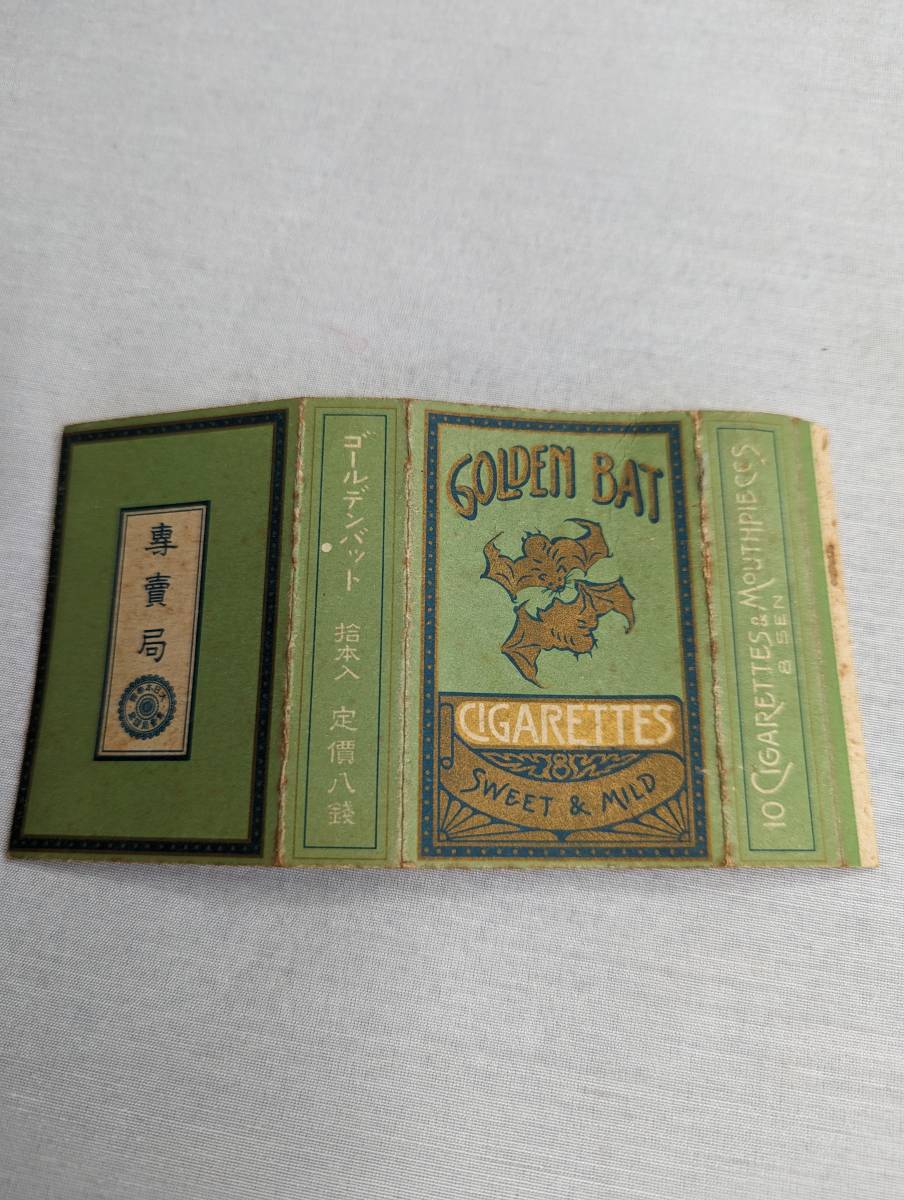 專賣局
ゴールデンバット 拾本入 定價八錢
GOLDEN BAT
CIGARETTES
SWEET & MILD
10 CIGARETTES & MOUTHPIECES
8 SEN